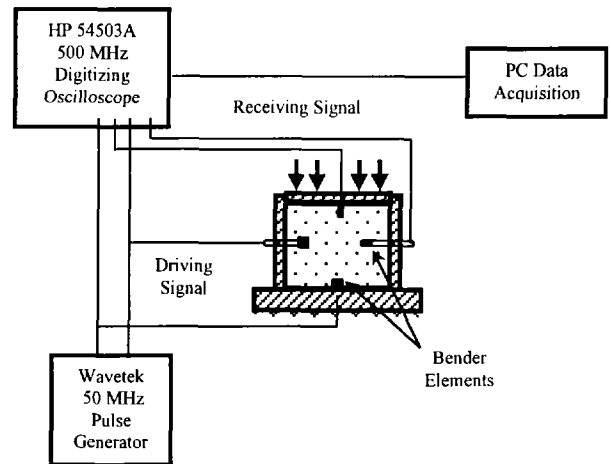 HP 54503A
500 MHz
Digitizing
Oscilloscope
PC Data
Acquisition
Receiving Signal
Driving
Signal
Bender
Elements
Wavetek
50 MHz
Pulse
Generator